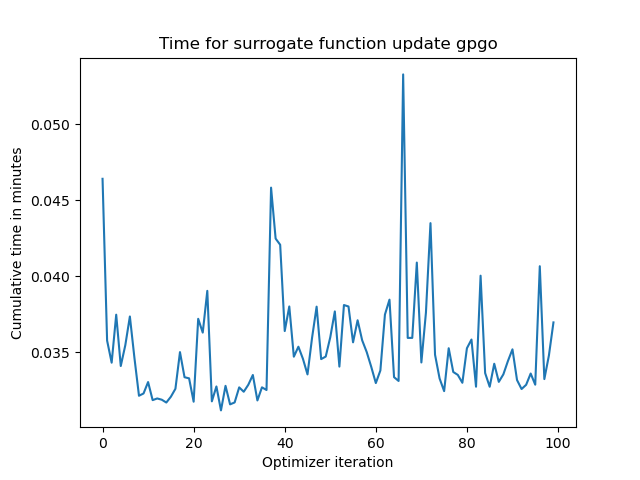 Time for surrogate function update gpgo
Cumulative time in minutes
0.050
0.045
0.040
0.035
0 20 40 60 80 100
Optimizer iteration